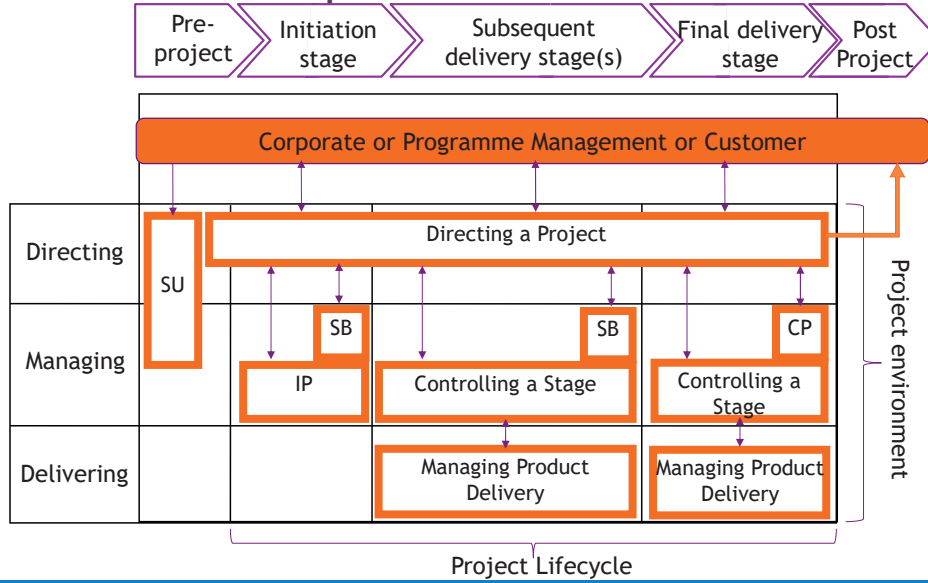 Pre-
project
Initiation
stage
Subsequent
delivery stage(s)
Final delivery
stage
Post
Project
Corporate or Programme Management or Customer
Directing
SU
Directing a Project
Managing
SB
IP
SB
Controlling a Stage
CP
Controlling a
Stage
Delivering
Managing Product
Delivery
Managing Product
Delivery
Project environment
Project Lifecycle